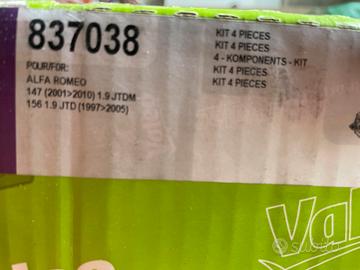 837038
POUR/FOR:
ALFA ROMEO
147 (2001>2010) 1.9 JTDM
156 1.9 JTD (1997>2005)
KIT 4 PIECES
KIT 4 PIECES
4 - KOMPONENTS - KIT
KIT 4 PIECES
KIT 4 PIECES
subito